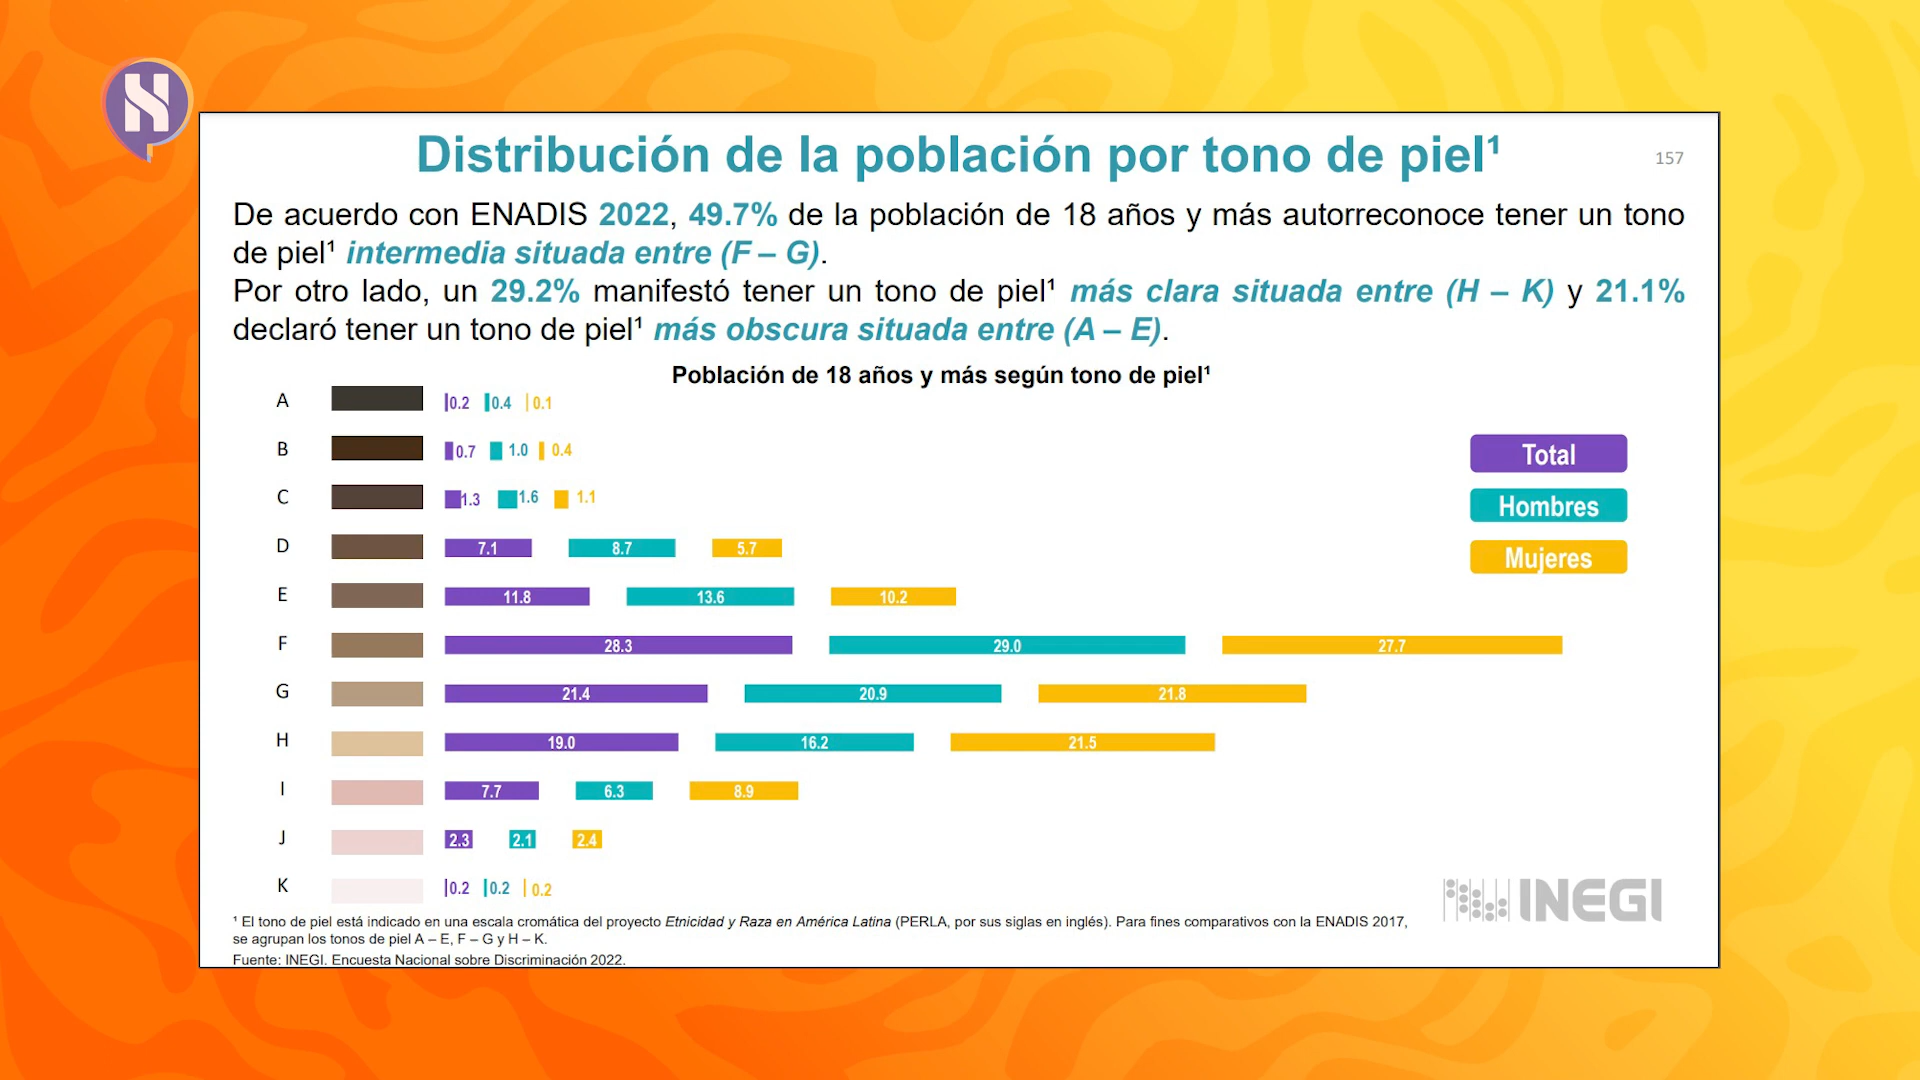 Distribución de la población por tono de piel¹
157
De acuerdo con ENADIS 2022, 49.7% de la población de 18 años y más autorreconoce tener un tono
de piel¹ intermedia situada entre (F – G).
Por otro lado, un 29.2% manifestó tener un tono de piel¹ más clara situada entre (H – K) y 21.1%
declaró tener un tono de piel¹ más obscura situada entre (A – E).
Población de 18 años y más según tono de piel¹
A 0.2 0.4 0.1
B 0.7 1.0 0.4
C 1.3 1.6 1.1
D 7.1 8.7 5.7
E 11.8 13.6 10.2
F 28.3 29.0 27.7
G 21.4 20.9 21.8
H 19.0 16.2 21.5
I 7.7 6.3 8.9
J 2.3 2.1 2.4
K 0.2 0.2 0.2
Total
Hombres
Mujeres
INEGI
¹ El tono de piel está indicado en una escala cromática del proyecto Etnicidad y Raza en América Latina (PERLA, por sus siglas en inglés). Para fines comparativos con la ENADIS 2017,
se agrupan los tonos de piel A – E, F – G y H – K.
Fuente: INEGI. Encuesta Nacional sobre Discriminación 2022.